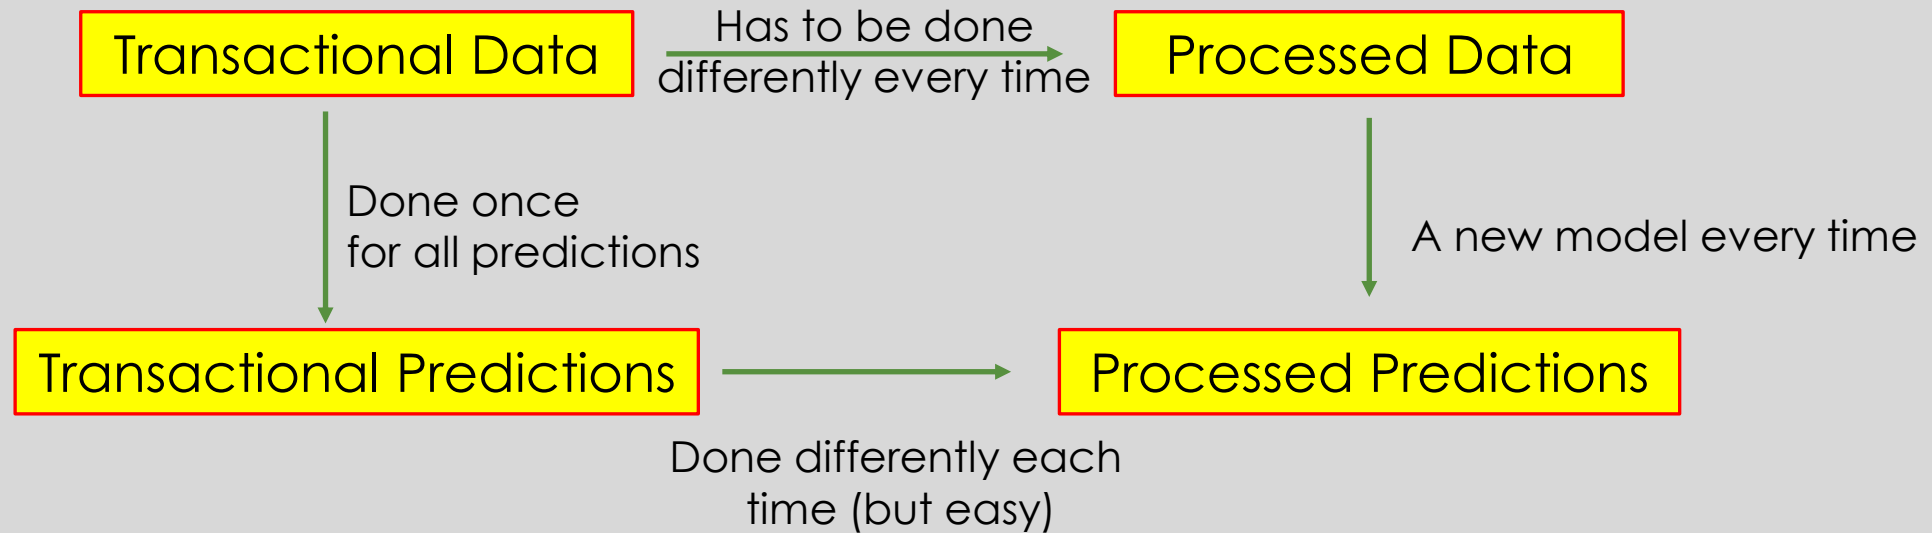 Transactional Data
Has to be done
differently every time
Processed Data
Done once
for all predictions
A new model every time
Transactional Predictions
Processed Predictions
Done differently each
time (but easy)